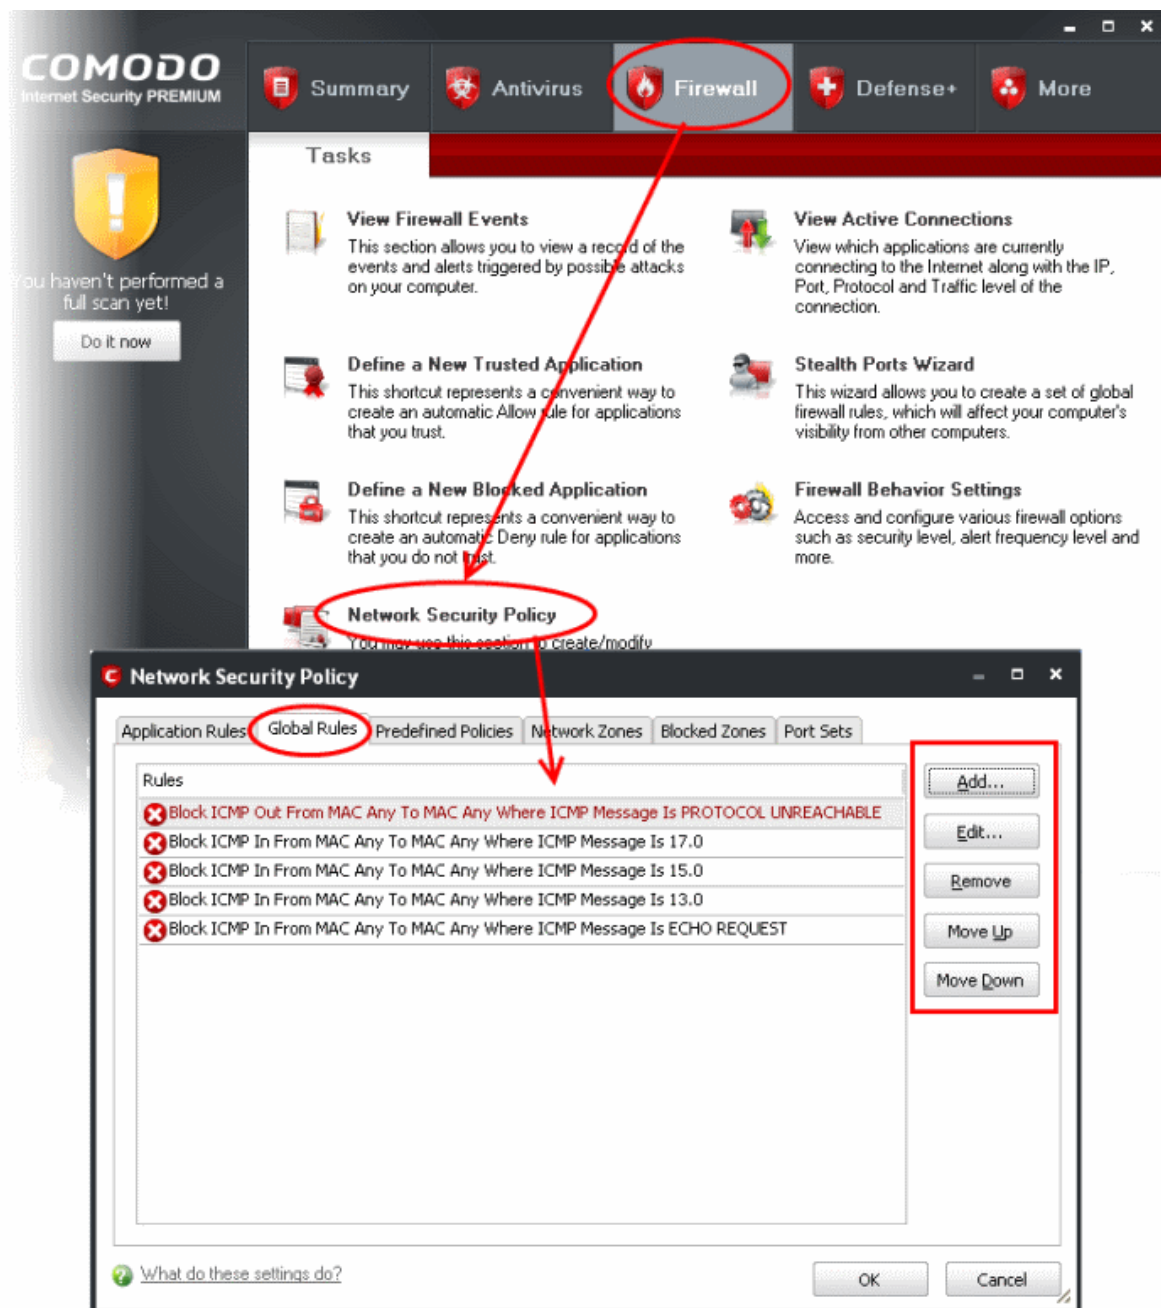 COMODO
Internet Security PREMIUM
Summary
Antivirus
Firewall
Defense+
More
You haven't performed a
full scan yet!
Do it now
Tasks
View Firewall Events
This section allows you to view a record of the
events and alerts triggered by possible attacks
on your computer.
View Active Connections
View which applications are currently
connecting to the Internet along with the IP,
Port, Protocol and Traffic level of the
connection.
Define a New Trusted Application
This shortcut represents a convenient way to
create an automatic Allow rule for applications
that you trust.
Stealth Ports Wizard
This wizard allows you to create a set of global
firewall rules, which will affect your computer's
visibility from other computers.
Define a New Blocked Application
This shortcut represents a convenient way to
create an automatic Deny rule for applications
that you do not trust.
Firewall Behavior Settings
Access and configure various firewall options
such as security level, alert frequency level and
more.
Network Security Policy
You may use this section to create/modify
Network Security Policy
Application Rules
Global Rules
Predefined Policies
Network Zones
Blocked Zones
Port Sets
Rules
Block ICMP Out From MAC Any To MAC Any Where ICMP Message Is PROTOCOL UNREACHABLE
Block ICMP In From MAC Any To MAC Any Where ICMP Message Is 17.0
Block ICMP In From MAC Any To MAC Any Where ICMP Message Is 15.0
Block ICMP In From MAC Any To MAC Any Where ICMP Message Is 13.0
Block ICMP In From MAC Any To MAC Any Where ICMP Message Is ECHO REQUEST
Add...
Edit...
Remove
Move Up
Move Down
What do these settings do?
OK
Cancel